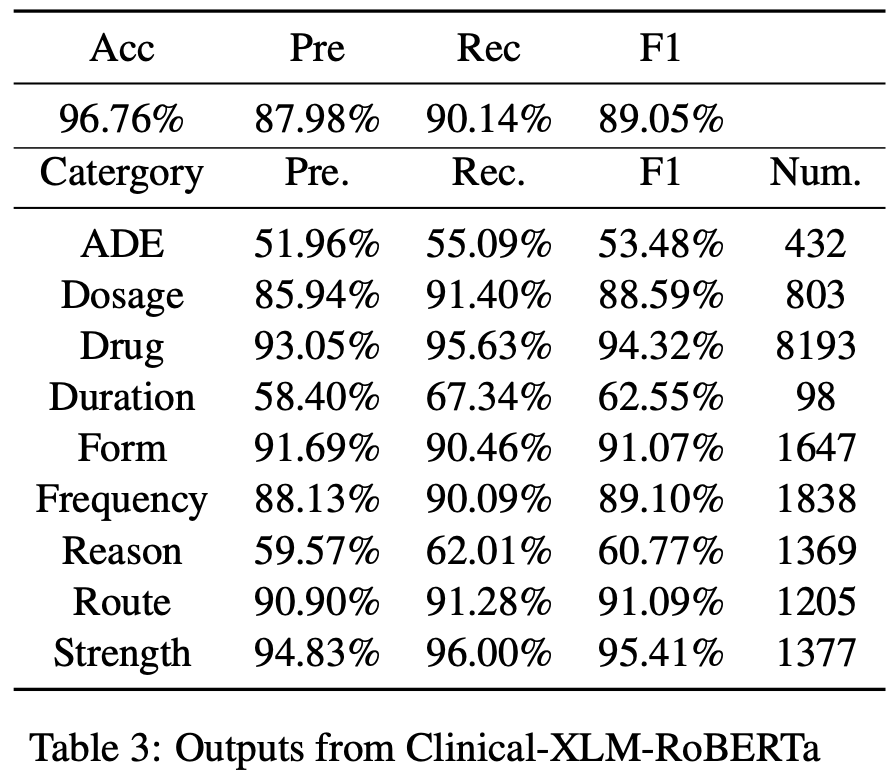 Acc Pre Rec F1
96.76% 87.98% 90.14% 89.05%
Catergory Pre. Rec. F1 Num.
ADE 51.96% 55.09% 53.48% 432
Dosage 85.94% 91.40% 88.59% 803
Drug 93.05% 95.63% 94.32% 8193
Duration 58.40% 67.34% 62.55% 98
Form 91.69% 90.46% 91.07% 1647
Frequency 88.13% 90.09% 89.10% 1838
Reason 59.57% 62.01% 60.77% 1369
Route 90.90% 91.28% 91.09% 1205
Strength 94.83% 96.00% 95.41% 1377
Table 3: Outputs from Clinical-XLM-RoBERTa